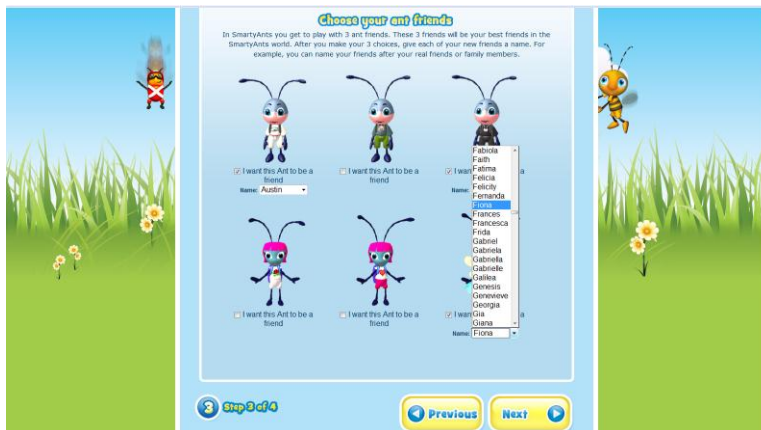 Choose your ant friends
In SmartyAnts you get to play with 3 ant friends. These 3 friends will be your best friends in the
SmartyAnts world. After you make your 3 choices, give each of your new friends a name. For
example, you can name your friends after your real friends or family members.
I want this Ant to be a
friend
Name: Austin
I want this Ant to be a
friend
I wan
a
Name:
Fabiola
Faith
Fatima
Felicia
Felicity
Fernanda
Fiona
Frances
Francesca
Frida
Gabriel
Gabriela
Gabriella
Gabrielle
Galilea
Genesis
Genevieve
Georgia
Gia
Giana
I want this Ant to be a
friend
I want this Ant to be a
friend
I wan
a
Name: Fiona
3 Step 3 of 4
Previous
Next